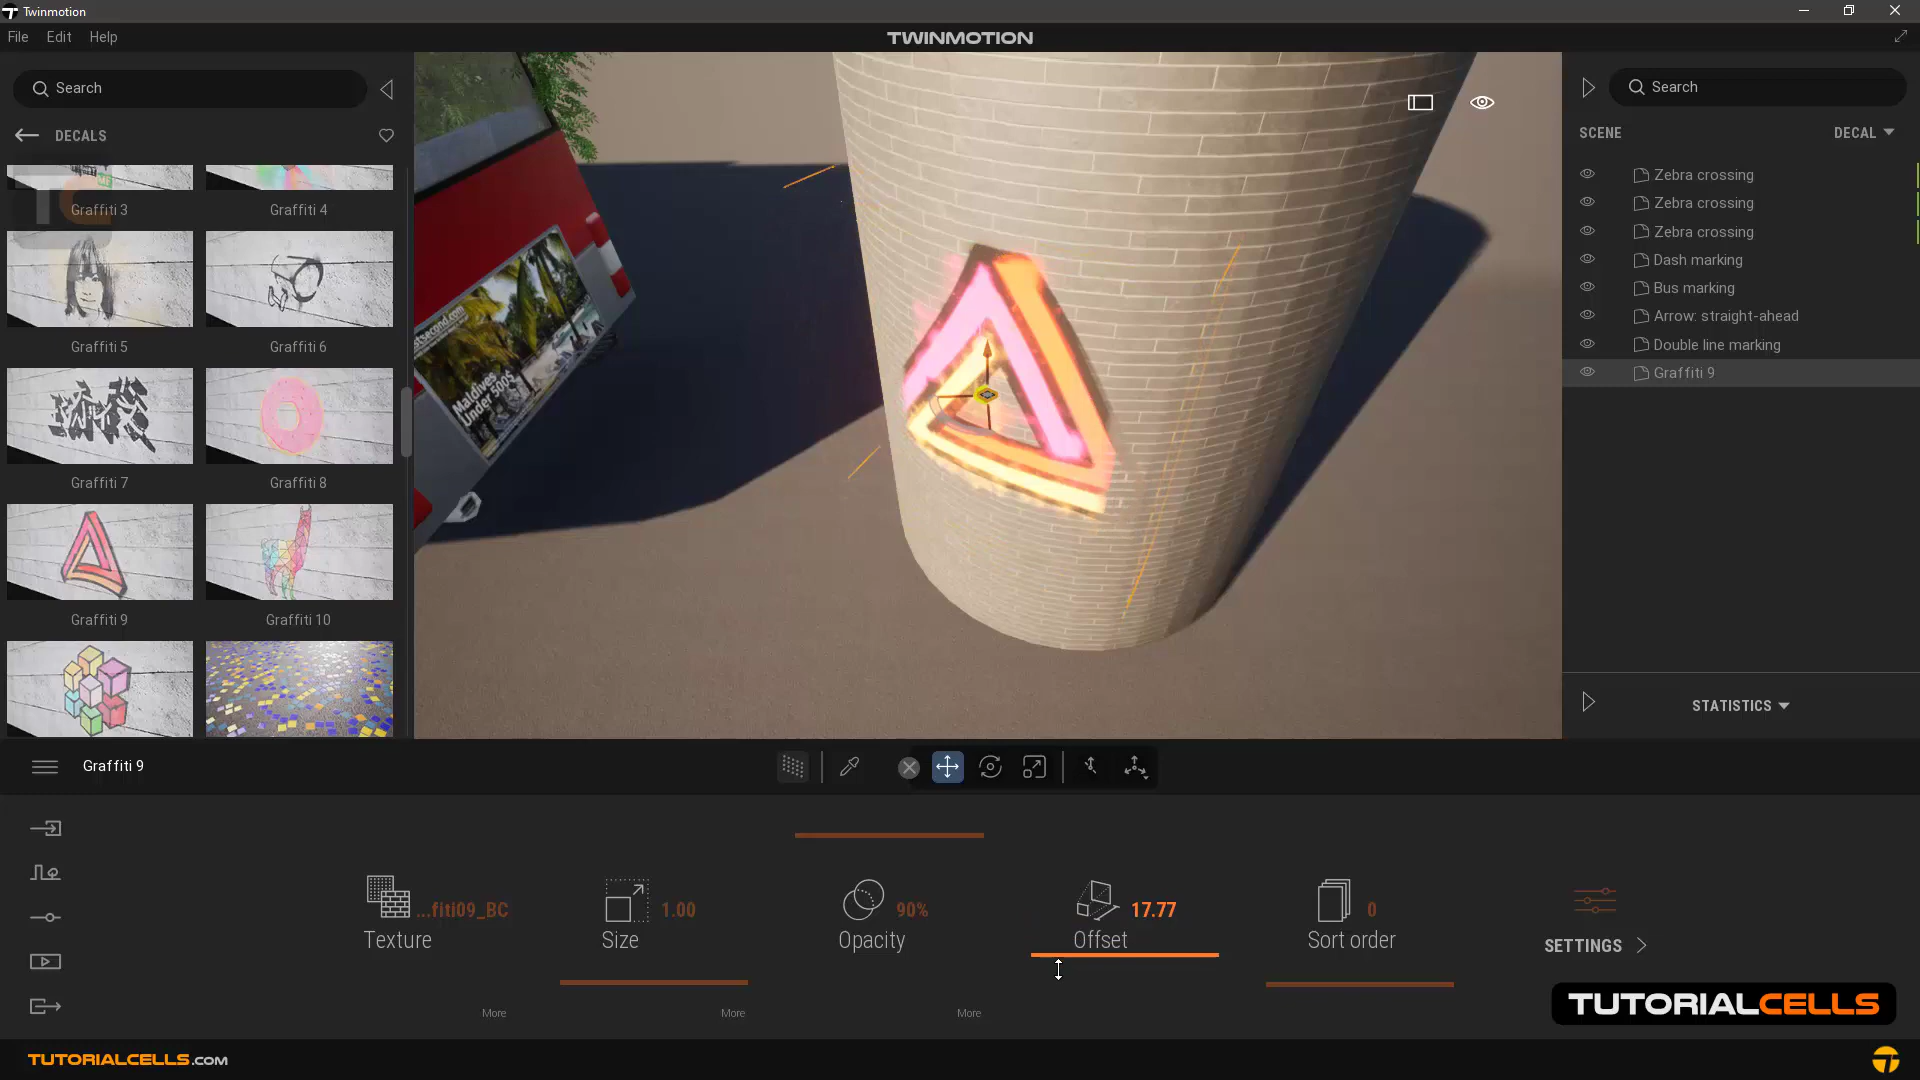 Twinmotion
File Edit Help
TWINMOTION
Search
DECALS
TC
Graffiti 3
Graffiti 4
Graffiti 5
Graffiti 6
Graffiti 7
Graffiti 8
Graffiti 9
Graffiti 10
Maldives
Under 500$
Search
SCENE
DECAL
Zebra crossing
Zebra crossing
Zebra crossing
Dash marking
Bus marking
Arrow: straight-ahead
Double line marking
Graffiti 9
STATISTICS
Graffiti 9
...fiti09_BC
Texture
1.00
Size
90%
Opacity
17.77
Offset
0
Sort order
SETTINGS
More
More
More
TUTORIALCELLS
TUTORIALCELLS.COM